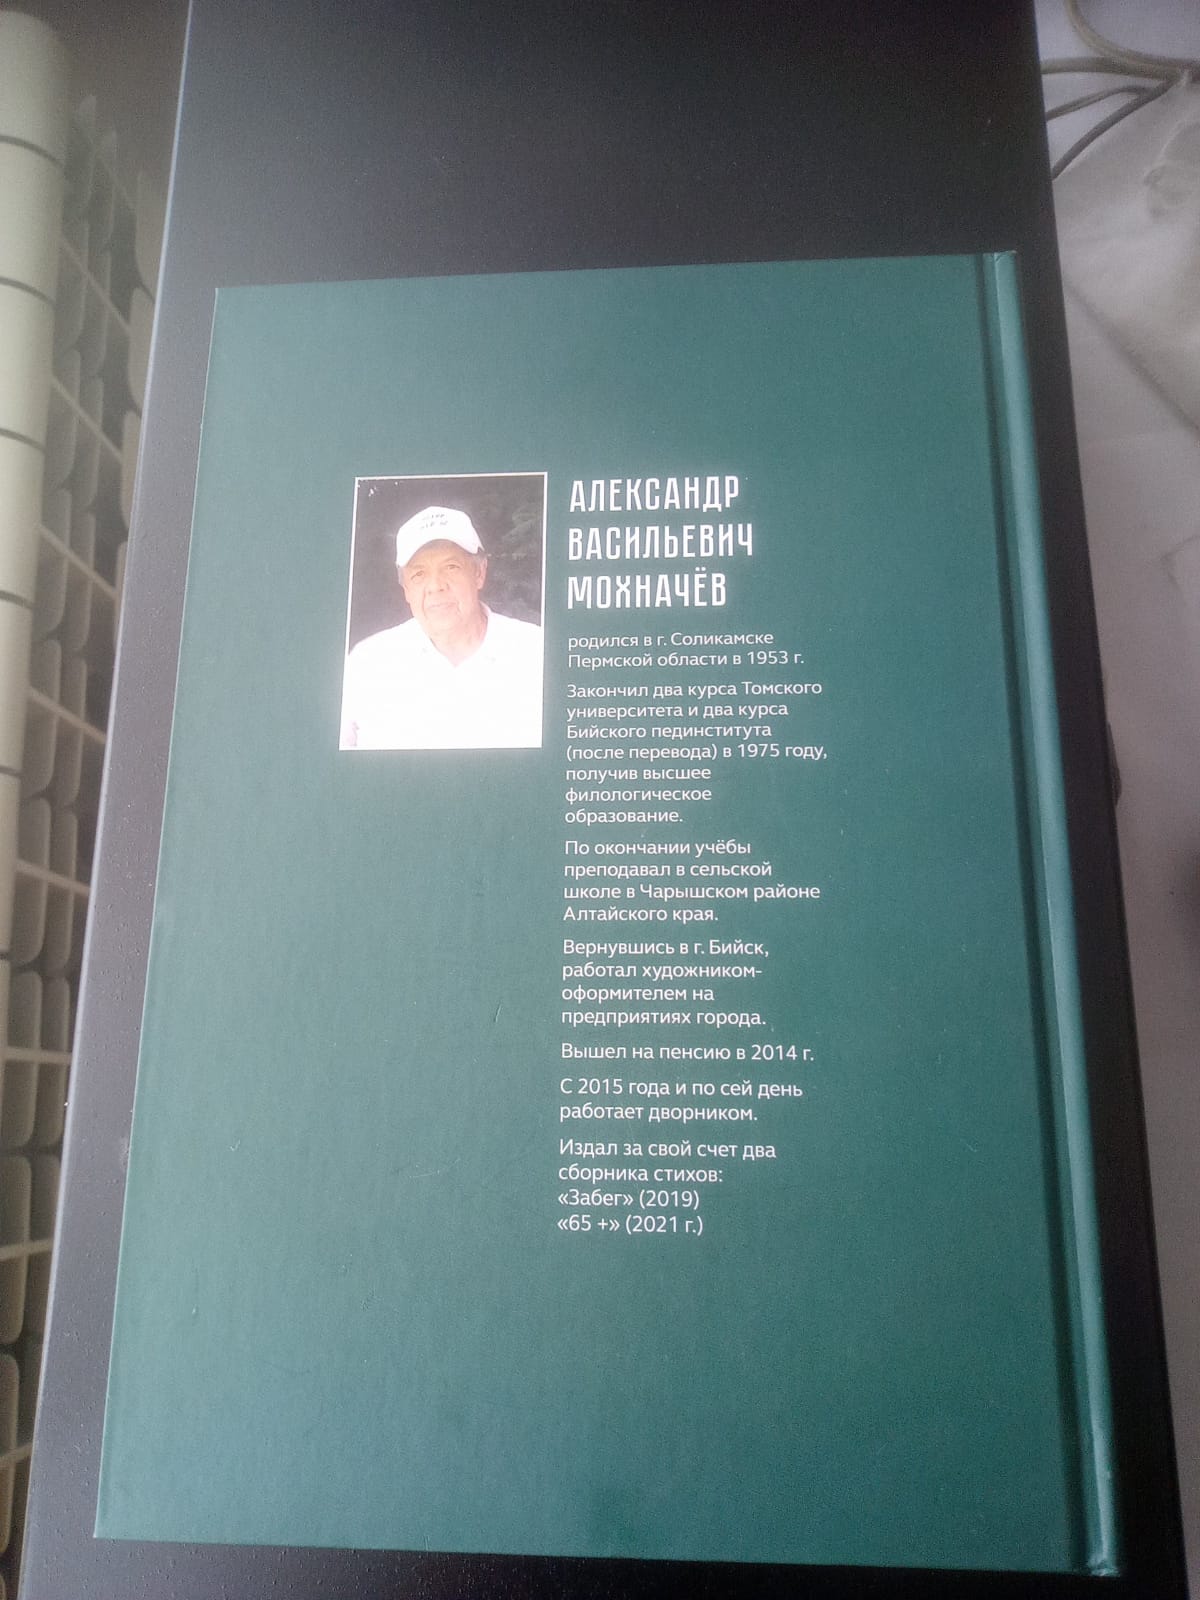 АЛЕКСАНДР
ВАСИЛЬЕВИЧ
МОХНАЧЁВ
родился в г. Соликамске
Пермской области в 1953 г.
Закончил два курса Томского
университета и два курса
Бийского пединститута
(после перевода) в 1975 году,
получив высшее
филологическое
образование.
По окончании учёбы
преподавал в сельской
школе в Чарышском районе
Алтайского края.
Вернувшись в г. Бийск,
работал художником-
оформителем на
предприятиях города.
Вышел на пенсию в 2014 г.
С 2015 года и по сей день
работает дворником.
Издал за свой счет два
сборника стихов:
«Забег» (2019)
«65 +» (2021 г.)